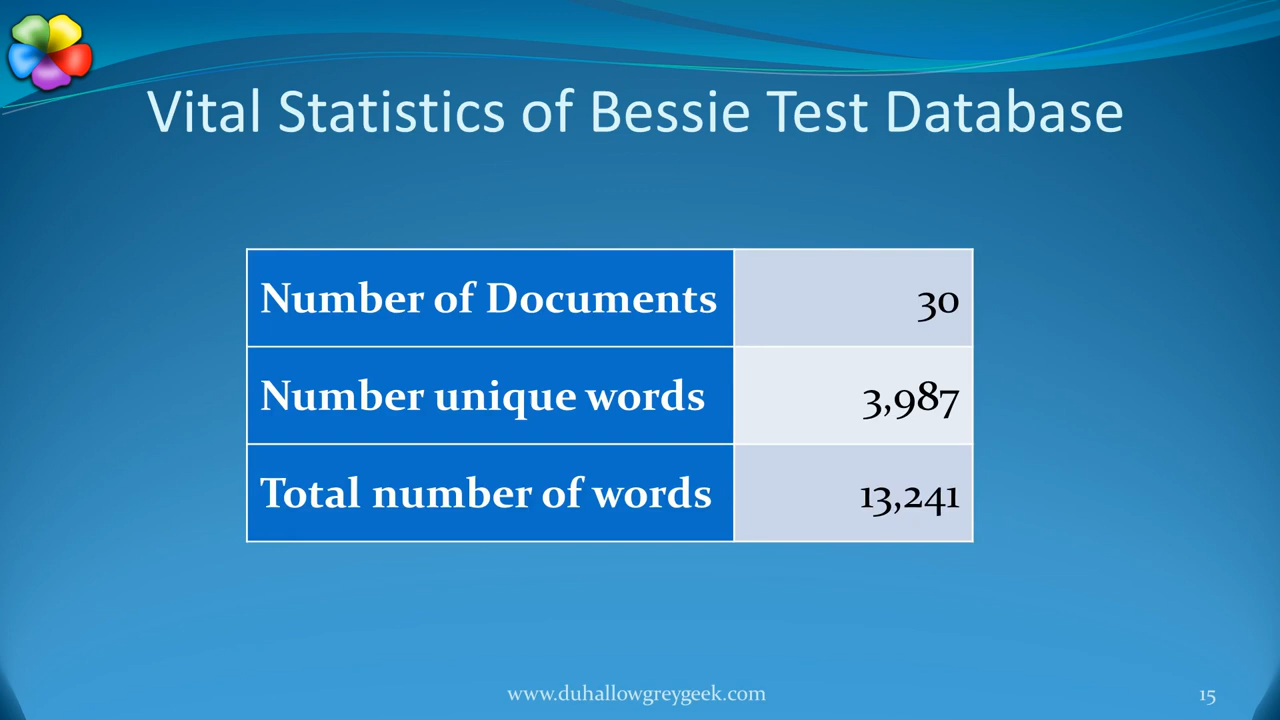 Vital Statistics of Bessie Test Database
Number of Documents 30
Number unique words 3,987
Total number of words 13,241
www.duhallowgreygeek.com 15